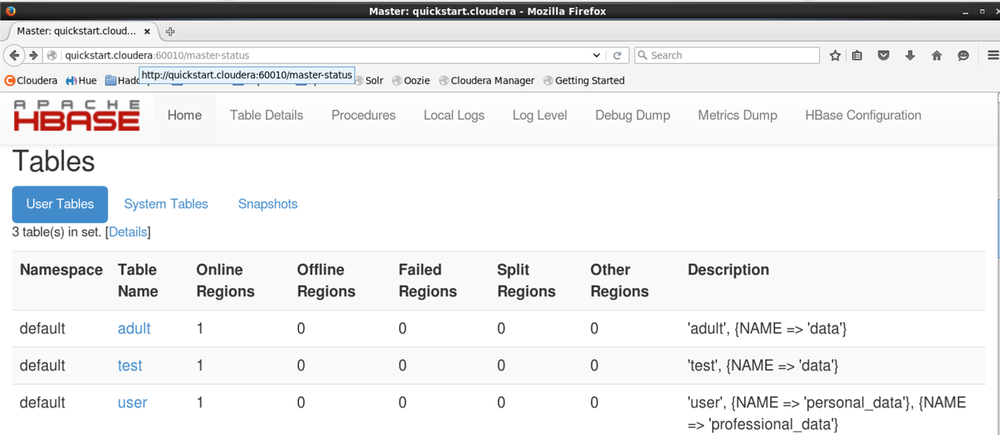 Master: quickstart.cloudera - Mozilla Firefox
Master: quickstart.cloud...
quickstart.cloudera:60010/master-status
Search
http://quickstart.cloudera:60010/master-status
Cloudera Hue Solr Oozie Cloudera Manager Getting Started
APACHE
HBASE
Home Table Details Procedures Local Logs Log Level Debug Dump Metrics Dump HBase Configuration
Tables
User Tables System Tables Snapshots
3 table(s) in set. [Details]
Namespace Table Name Online Regions Offline Regions Failed Regions Split Regions Other Regions Description
default adult 1 0 0 0 0 'adult', {NAME => 'data'}
default test 1 0 0 0 0 'test', {NAME => 'data'}
default user 1 0 0 0 0 'user', {NAME => 'personal_data'}, {NAME
=> 'professional_data'}